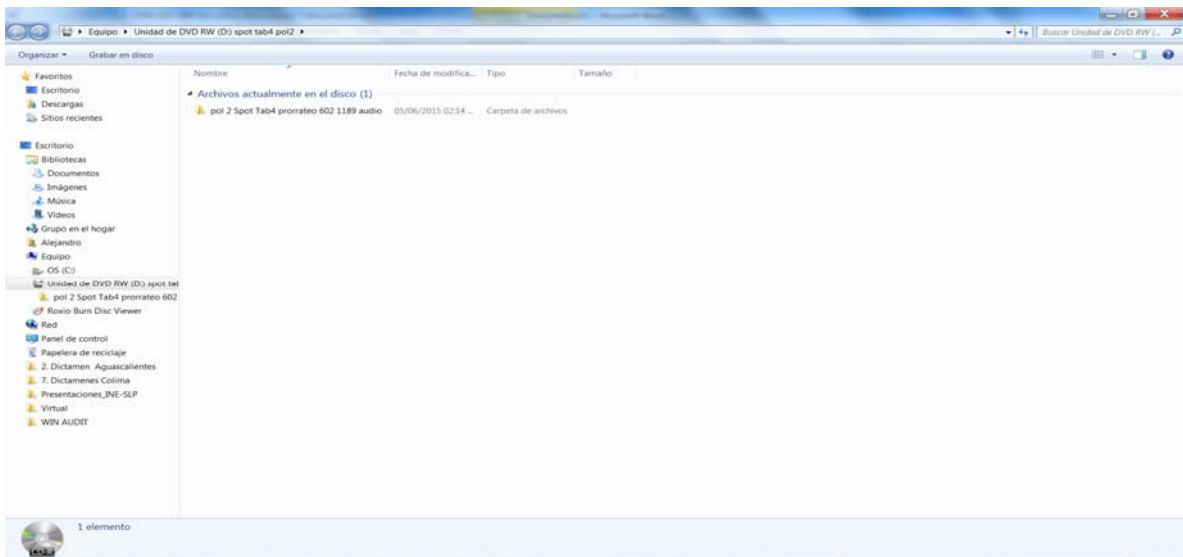 Equipo ▸ Unidad de DVD RW (D:) spot tab4 pol2 ▸
Buscar Unidad de DVD RW (...
Organizar ▾ Grabar en disco
Nombre Fecha de modifica... Tipo Tamaño
Archivos actualmente en el disco (1)
pol 2 Spot Tab4 prorrateo 602 1189 audio 05/06/2015 02:14 ... Carpeta de archivos
Favoritos
Escritorio
Descargas
Sitios recientes
Escritorio
Bibliotecas
Documentos
Imágenes
Música
Vídeos
Grupo en el hogar
Alejandro
Equipo
OS (C:)
Unidad de DVD RW (D:) spot tal
pol 2 Spot Tab4 prorrateo 602
Roxio Burn Disc Viewer
Red
Panel de control
Papelera de reciclaje
2. Dictamen Aguascalientes
7. Dictamenes Colima
Presentaciones_INE-SLP
Virtual
WIN AUDIT
1 elemento
CD-R